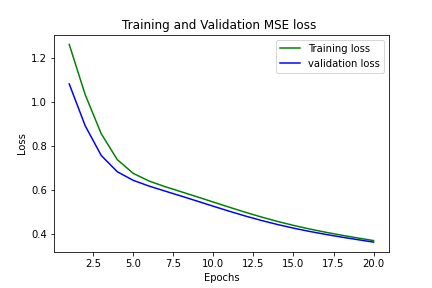 Training and Validation MSE loss
Training loss
validation loss
Loss
1.2
1.0
0.8
0.6
0.4
2.5 5.0 7.5 10.0 12.5 15.0 17.5 20.0
Epochs